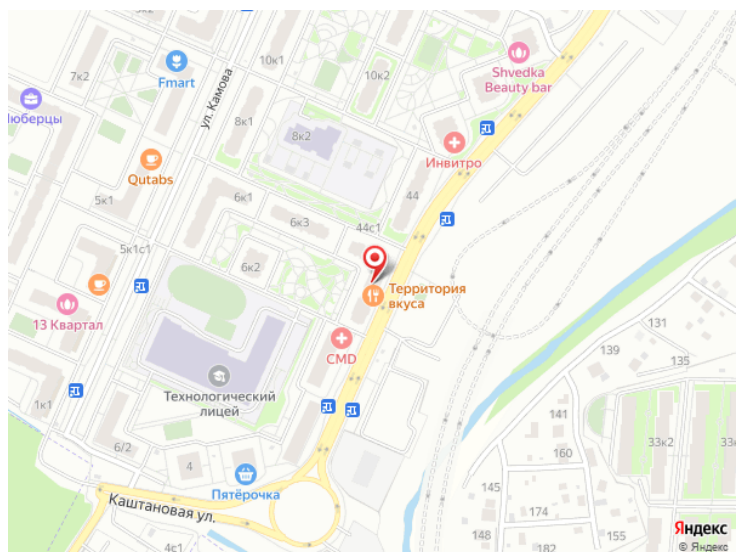 7к2
Fmart
10к1
10к2
Shvedka
Beauty bar
Люберцы
ул. Камова
8к1
8к2
Инвитро
Qutabs
5к1
6к1
6к3
44
44с1
5к1с1
6к2
Территория
вкуса
13 Квартал
CMD
131
139
135
Технологический
лицей
1к1
6/2
4
141
160
33к2
33к
Пятёрочка
145
Каштановая ул.
174
148
155
182
4с1
Яндекс
© Яндекс